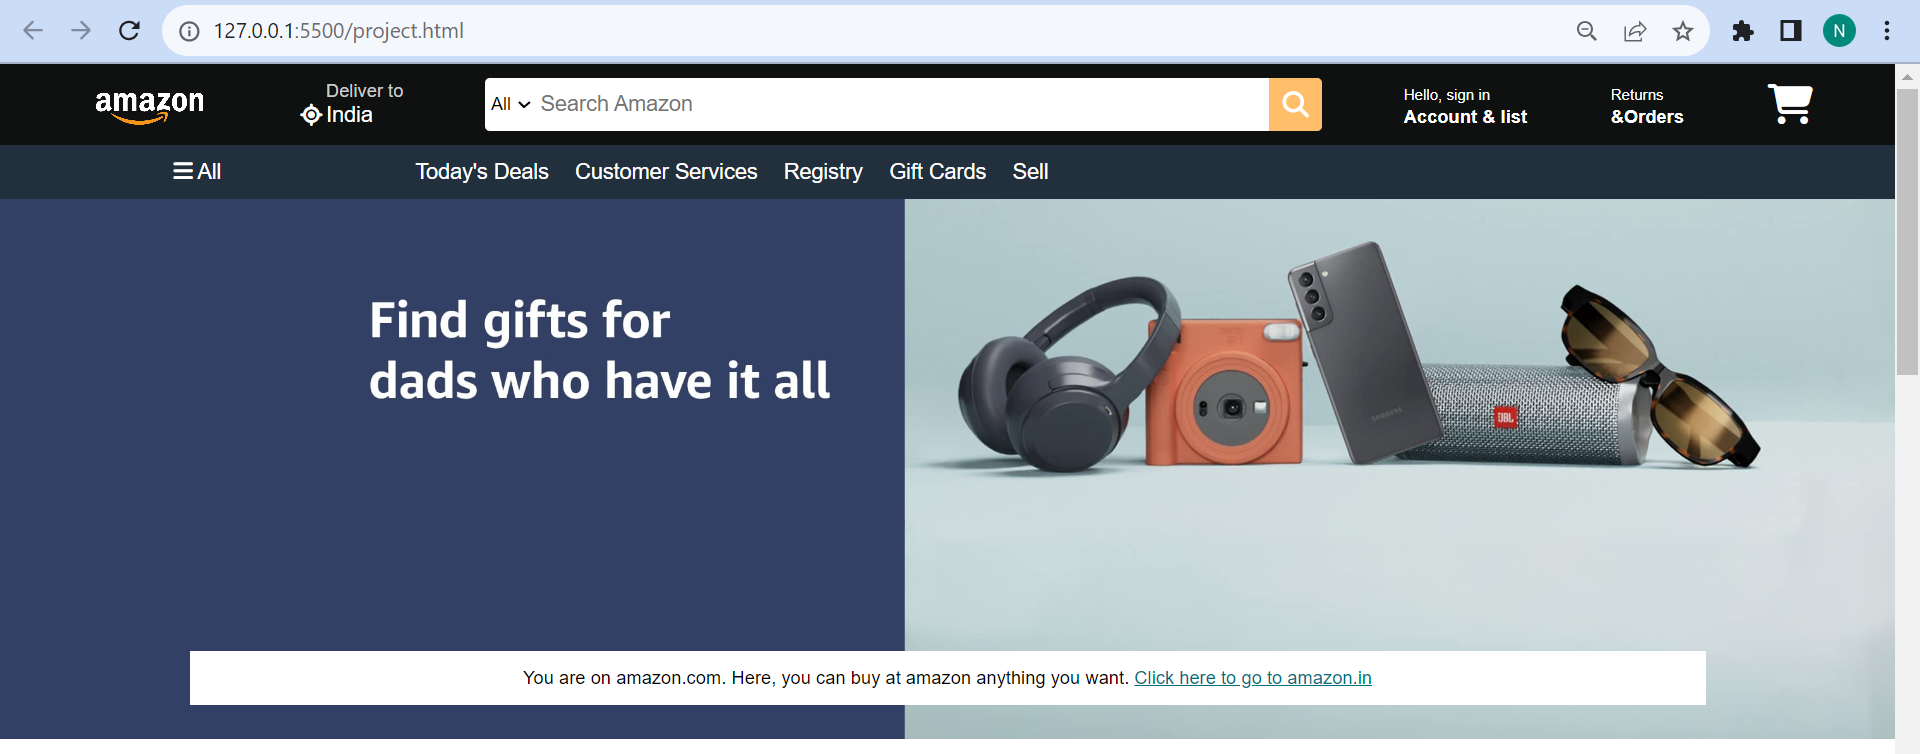 127.0.0.1:5500/project.html
N
amazon
Deliver to
India
All
Search Amazon
Hello, sign in
Account & list
Returns
&Orders
All
Today's Deals
Customer Services
Registry
Gift Cards
Sell
Find gifts for
dads who have it all
SAMSUNG
JBL
You are on amazon.com. Here, you can buy at amazon anything you want. Click here to go to amazon.in